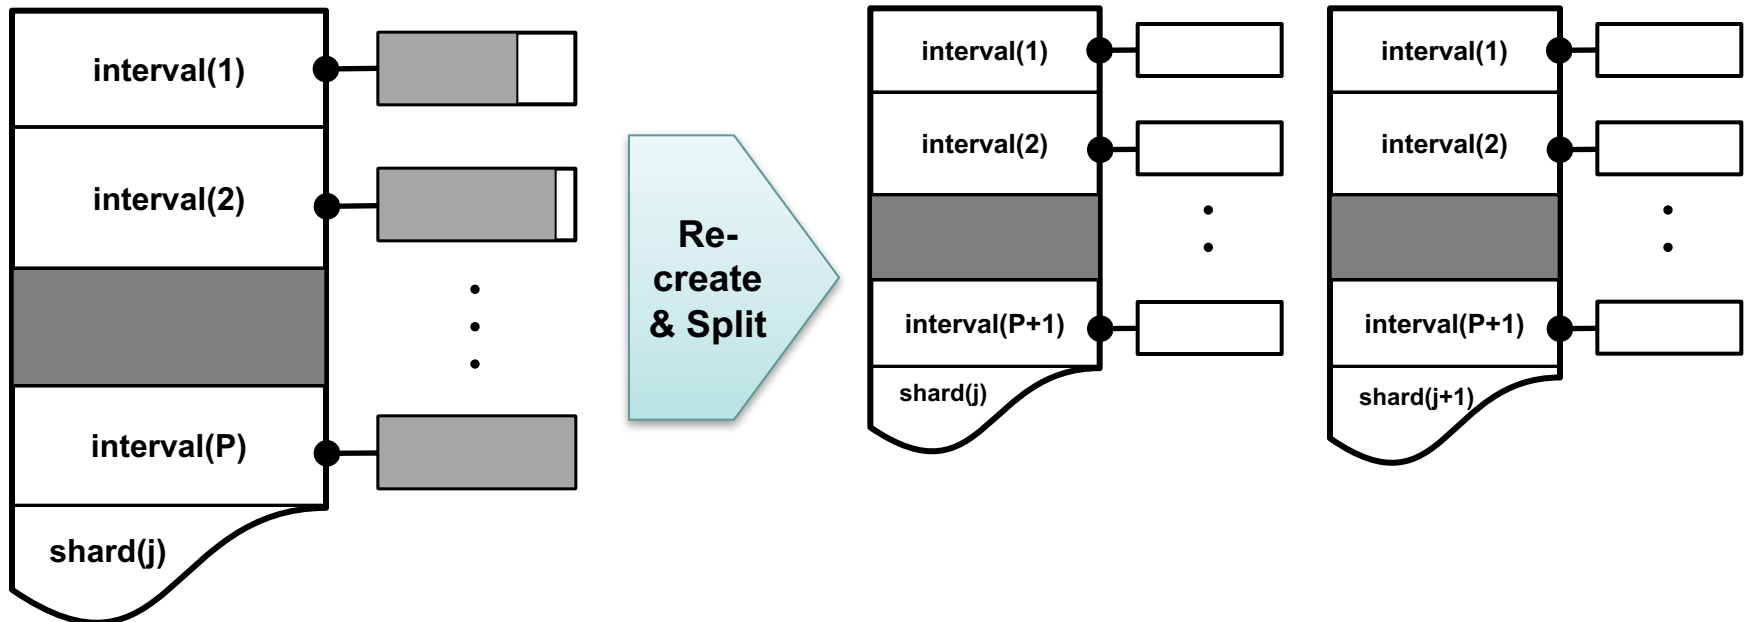 interval(1)
interval(2)
interval(P)
shard(j)
Re-
create
& Split
interval(1)
interval(2)
interval(P+1)
shard(j)
interval(1)
interval(2)
interval(P+1)
shard(j+1)